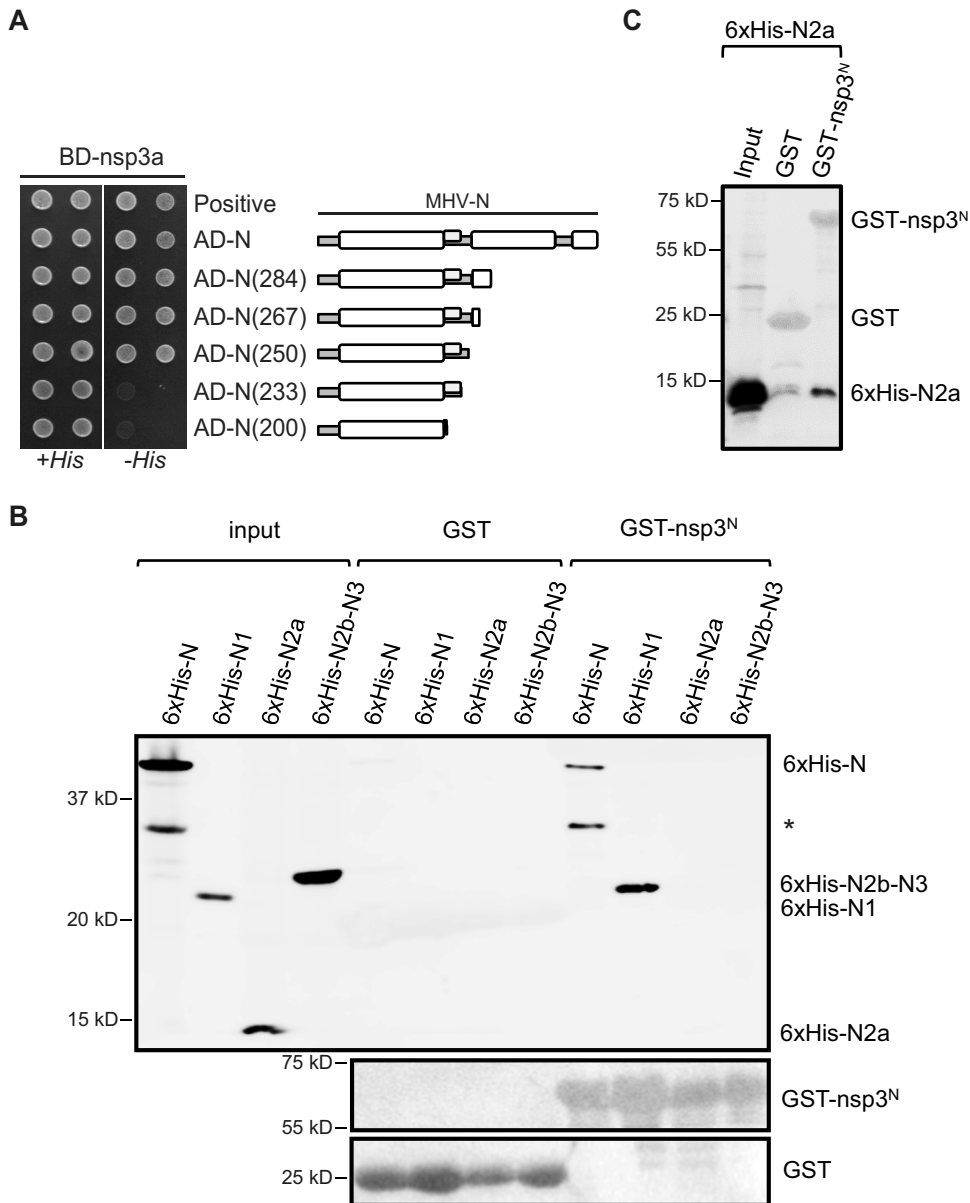 A
BD-nsp3a
Positive
AD-N
AD-N(284)
AD-N(267)
AD-N(250)
AD-N(233)
AD-N(200)
+His
-His
MHV-N
C
6xHis-N2a
Input
GST
GST-nsp3ᴺ
75 kD
55 kD
25 kD
15 kD
GST-nsp3ᴺ
GST
6xHis-N2a
B
input
GST
GST-nsp3ᴺ
6xHis-N
6xHis-N1
6xHis-N2a
6xHis-N2b-N3
6xHis-N
6xHis-N1
6xHis-N2a
6xHis-N2b-N3
6xHis-N
6xHis-N1
6xHis-N2a
6xHis-N2b-N3
37 kD
20 kD
15 kD
6xHis-N
*
6xHis-N2b-N3
6xHis-N1
6xHis-N2a
75 kD
55 kD
GST-nsp3ᴺ
25 kD
GST